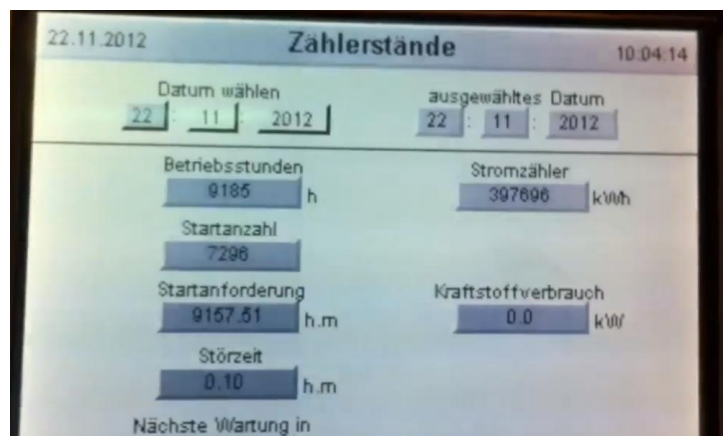 22.11.2012 Zählerstände 10:04:14
Datum wählen ausgewähltes Datum
22 : 11 : 2012 22 : 11 : 2012
Betriebsstunden Stromzähler
9185 h 397696 kWh
Startanzahl
7296
Startanforderung Kraftstoffverbrauch
9157.51 h.m 0.0 kW
Störzeit
0.10 h.m
Nächste Wartung in